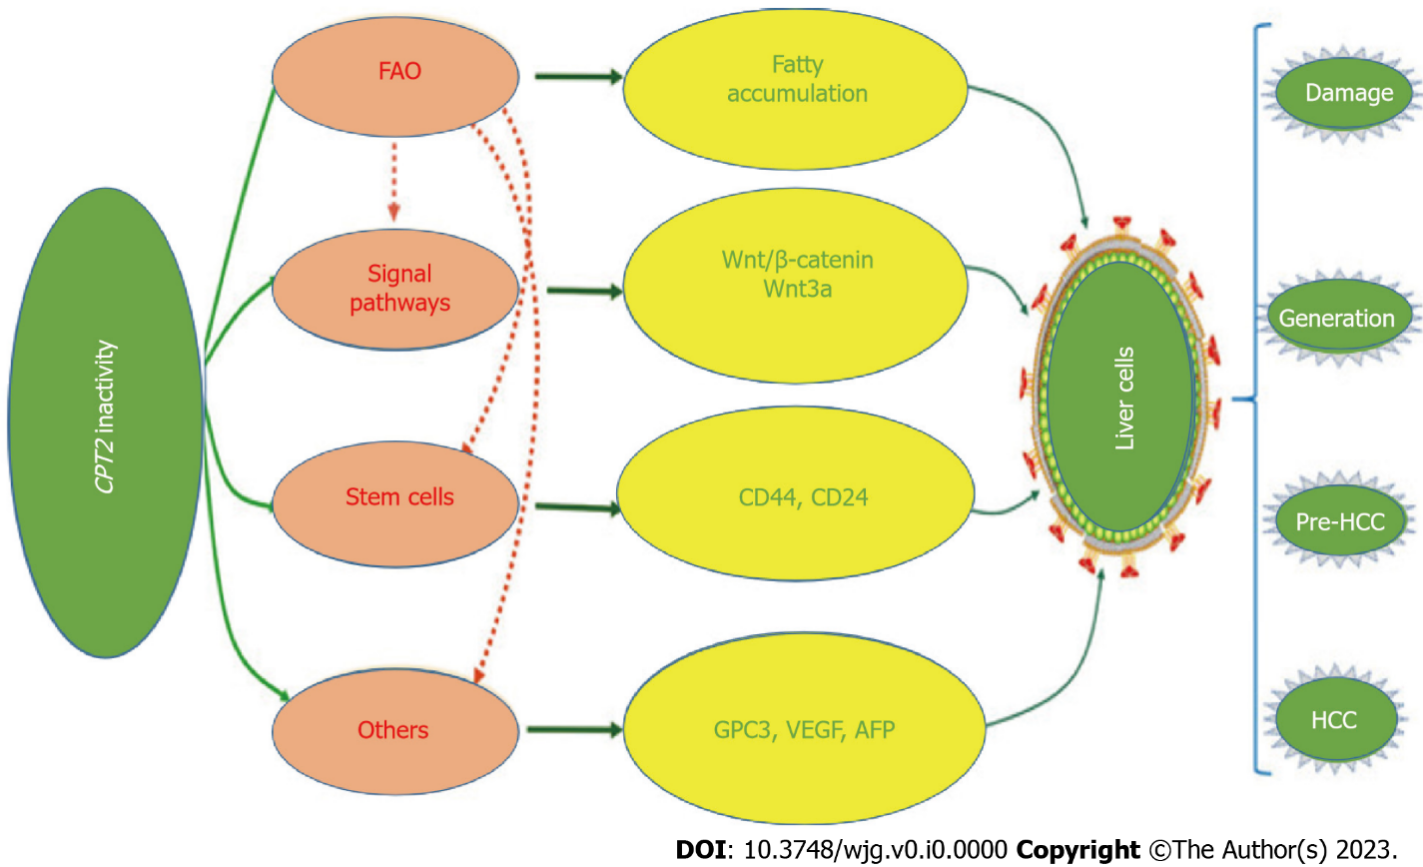 CPT2 inactivity
FAO
Signal
pathways
Stem cells
Others
Fatty
accumulation
Wnt/β-catenin
Wnt3a
CD44, CD24
GPC3, VEGF, AFP
Liver cells
Damage
Generation
Pre-HCC
HCC
DOI: 10.3748/wjg.v0.i0.0000 Copyright ©The Author(s) 2023.